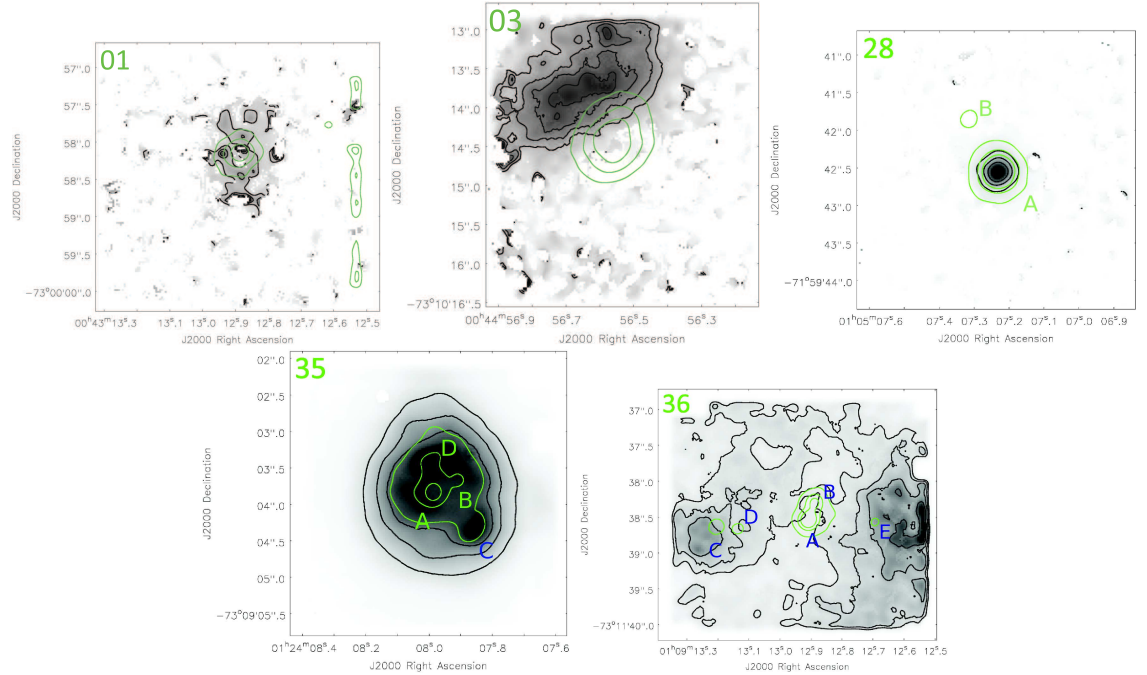 01
57".0
57".5
58".0
58".5
59".0
59".5
−73°00'00".0
J2000 Declination
00ʰ43ᵐ13ˢ.3
13ˢ.1
13ˢ.0
12ˢ.9
12ˢ.8
12ˢ.6
12ˢ.5
J2000 Right Ascension
03
13".0
13".5
14".0
14".5
15".0
15".5
16".0
−73°10'16".5
J2000 Declination
00ʰ44ᵐ56ˢ.9
56ˢ.7
56ˢ.5
56ˢ.3
J2000 Right Ascension
28
B
A
41".0
41".5
42".0
42".5
43".0
43".5
−71°59'44".0
J2000 Declination
01ʰ05ᵐ07ˢ.6
07ˢ.4
07ˢ.3
07ˢ.2
07ˢ.1
07ˢ.0
06ˢ.9
J2000 Right Ascension
35
D
B
A
C
02".0
02".5
03".0
03".5
04".0
04".5
05".0
−73°09'05".5
J2000 Declination
01ʰ24ᵐ08ˢ.4
08ˢ.2
08ˢ.0
07ˢ.8
07ˢ.6
J2000 Right Ascension
36
B
D
E
A
C
37".0
37".5
38".0
38".5
39".0
39".5
−73°11'40".0
J2000 Declination
01ʰ09ᵐ13ˢ.3
13ˢ.1
13ˢ.0
12ˢ.9
12ˢ.8
12ˢ.6
12ˢ.5
J2000 Right Ascension